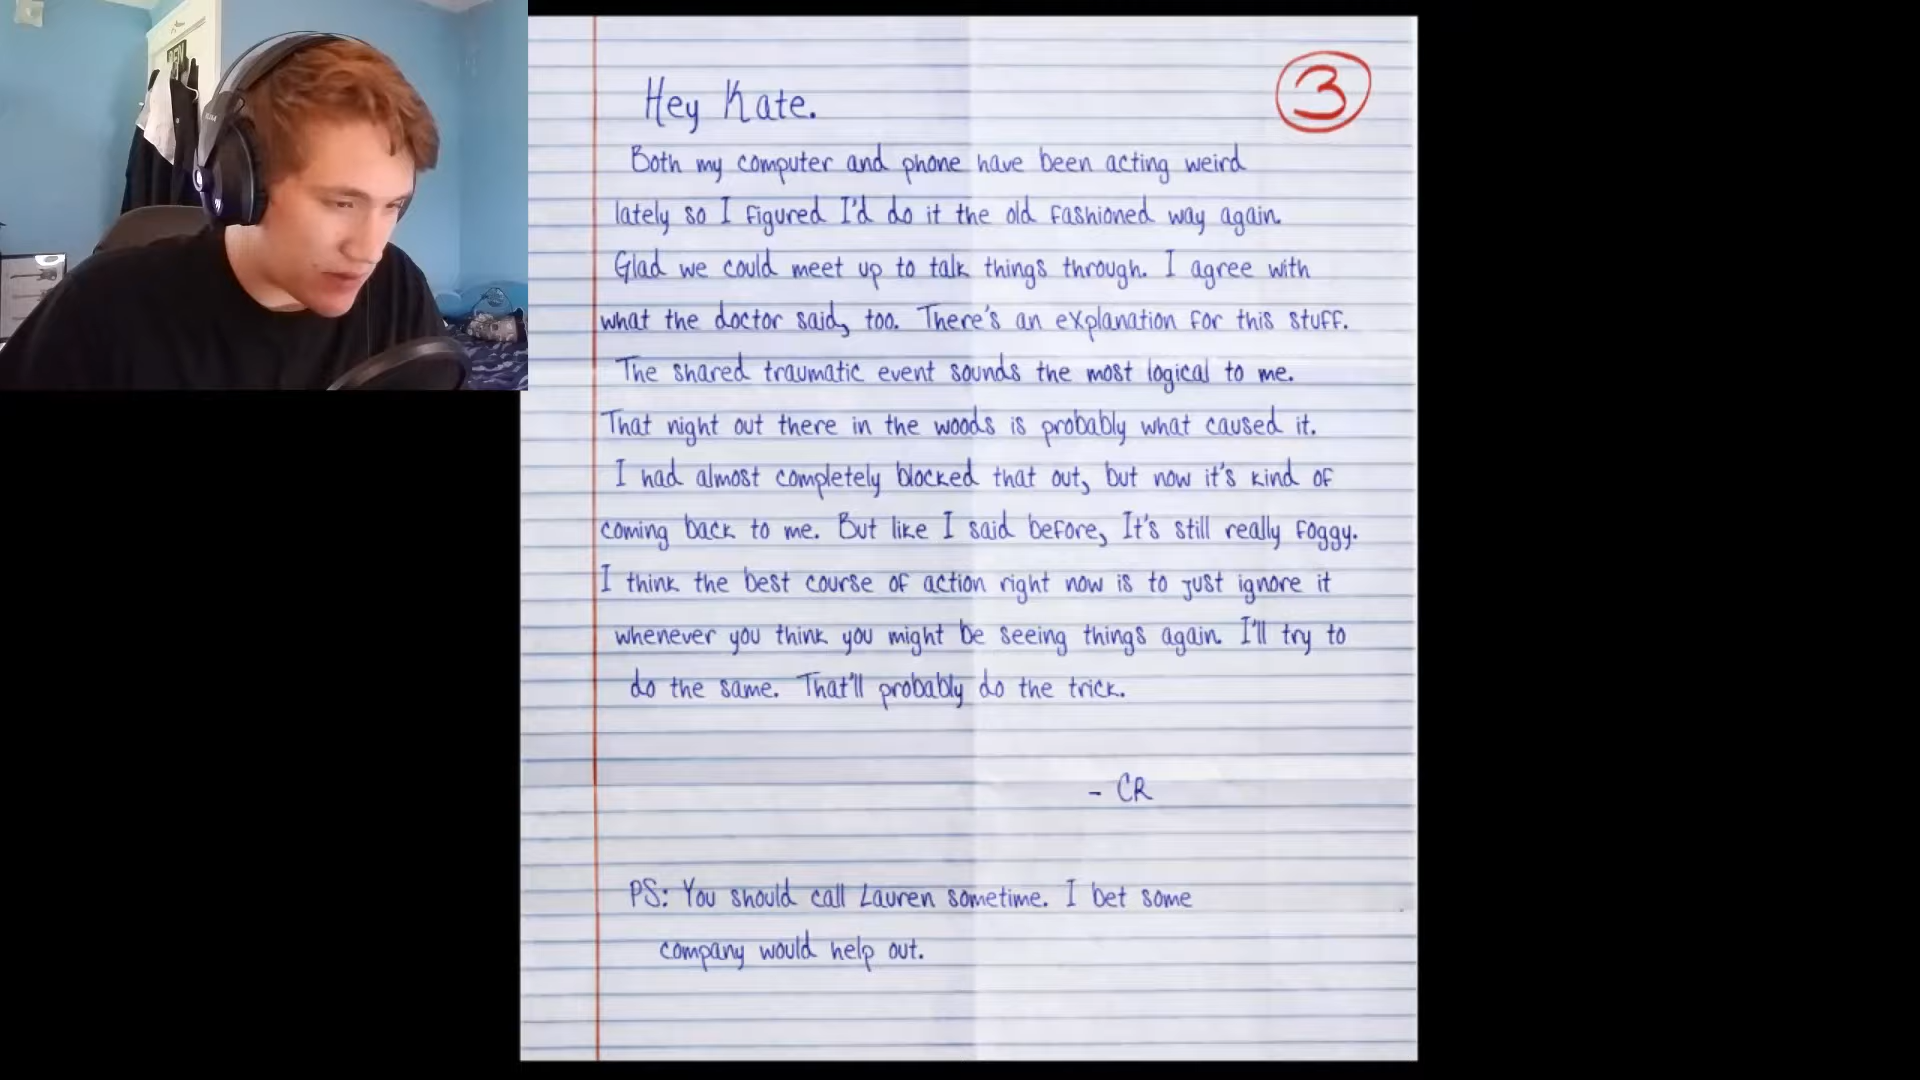 3
Hey Kate.
Both my computer and phone have been acting weird
lately so I figured I'd do it the old fashioned way again.
Glad we could meet up to talk things through. I agree with
what the doctor said, too. There's an explanation for this stuff.
The shared traumatic event sounds the most logical to me.
That night out there in the woods is probably what caused it.
I had almost completely blocked that out, but now it's kind of
coming back to me. But like I said before, It's still really foggy.
I think the best course of action right now is to just ignore it
whenever you think you might be seeing things again. I'll try to
do the same. That'll probably do the trick.
- CR
PS: You should call Lauren sometime. I bet some
company would help out.